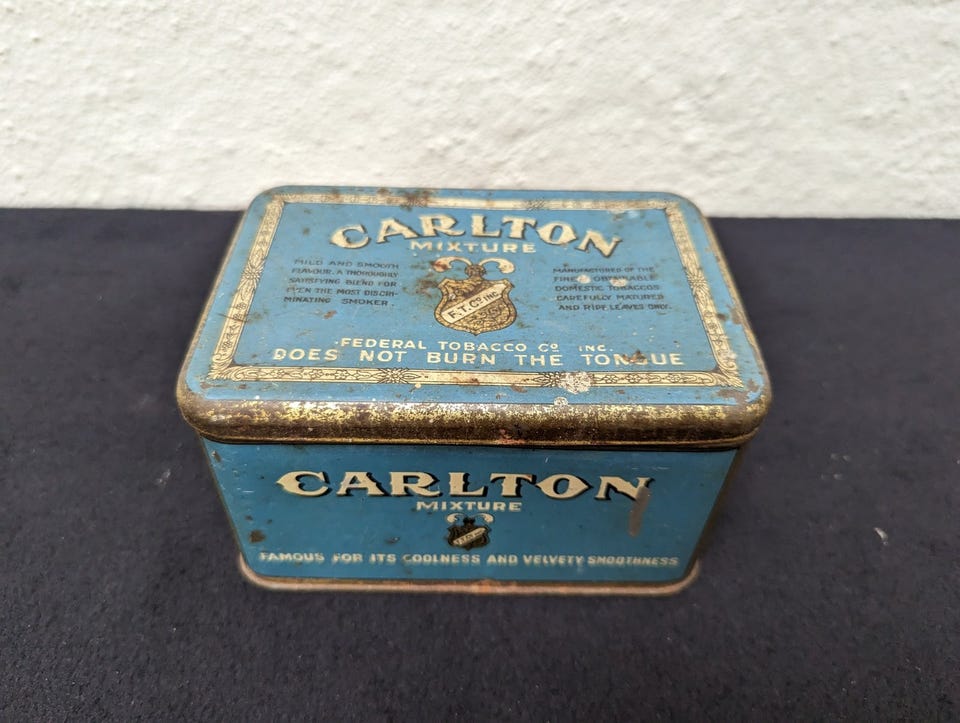 CARLTON
MIXTURE
MILD AND SMOOTH
FLAVOUR. A THOROUGHLY
SATISFYING BLEND FOR
EVEN THE MOST DISCRI-
MINATING SMOKER.
MANUFACTURED OF THE
FINEST OBTAINABLE
DOMESTIC TOBACCOS
CAREFULLY MATURED
AND RIPE LEAVES ONLY.
F.T. Co. INC.
FEDERAL TOBACCO Co INC.
DOES NOT BURN THE TONGUE
CARLTON
MIXTURE
FAMOUS FOR ITS COOLNESS AND VELVETY SMOOTHNESS